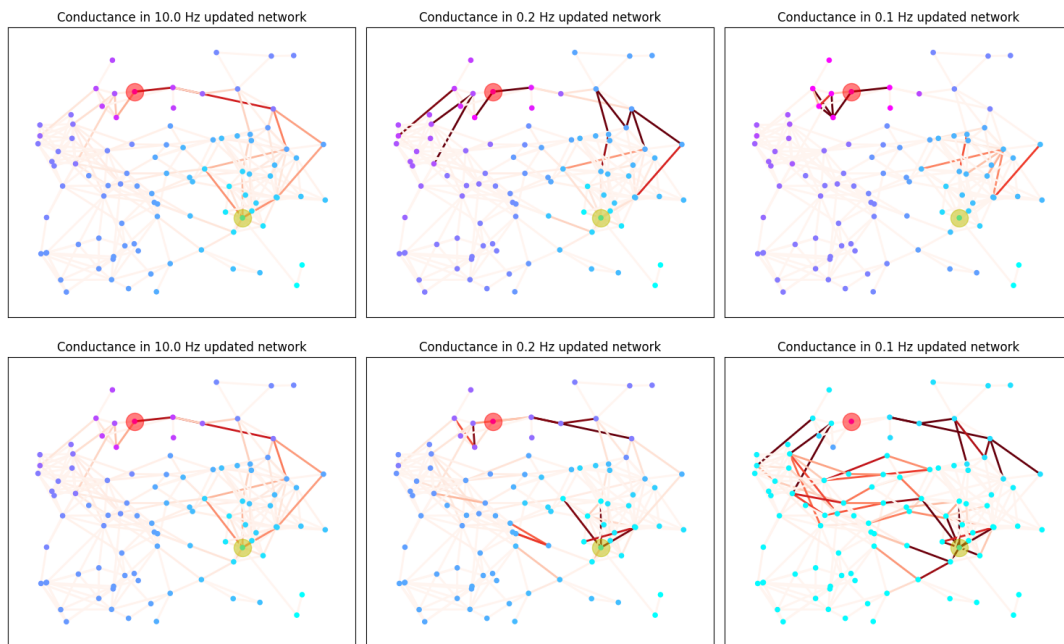 Conductance in 10.0 Hz updated network
Conductance in 0.2 Hz updated network
Conductance in 0.1 Hz updated network
Conductance in 10.0 Hz updated network
Conductance in 0.2 Hz updated network
Conductance in 0.1 Hz updated network